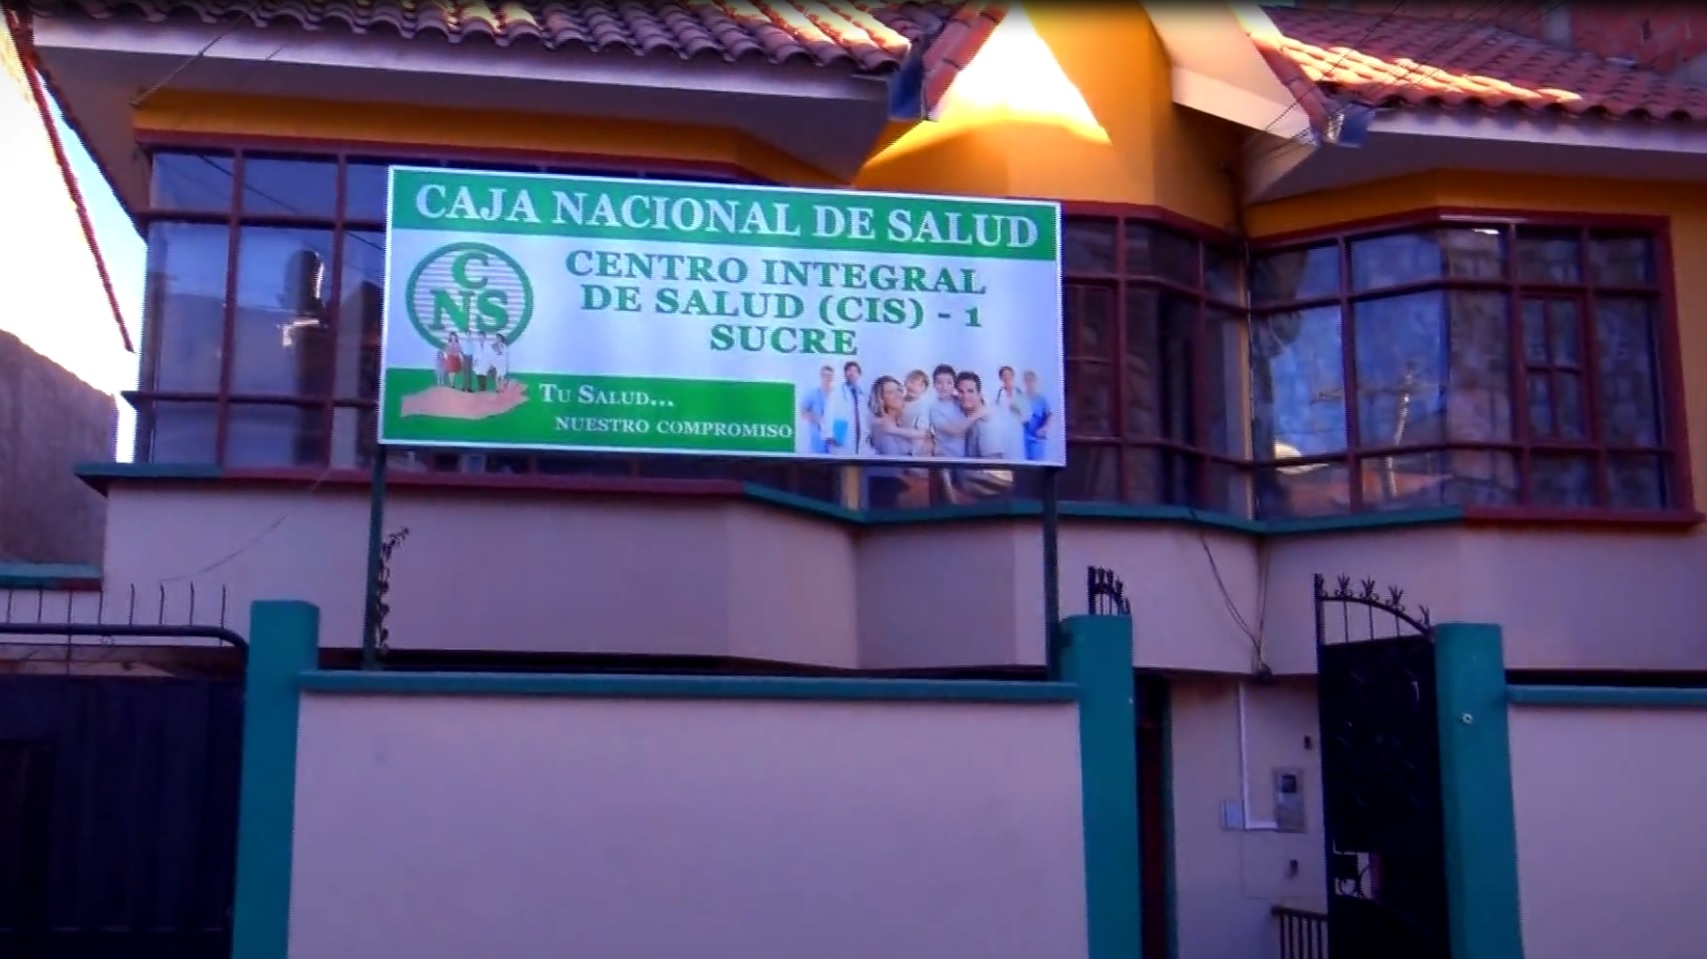 CAJA NACIONAL DE SALUD
CNS
CENTRO INTEGRAL
DE SALUD (CIS) - 1
SUCRE
TU SALUD...
NUESTRO COMPROMISO